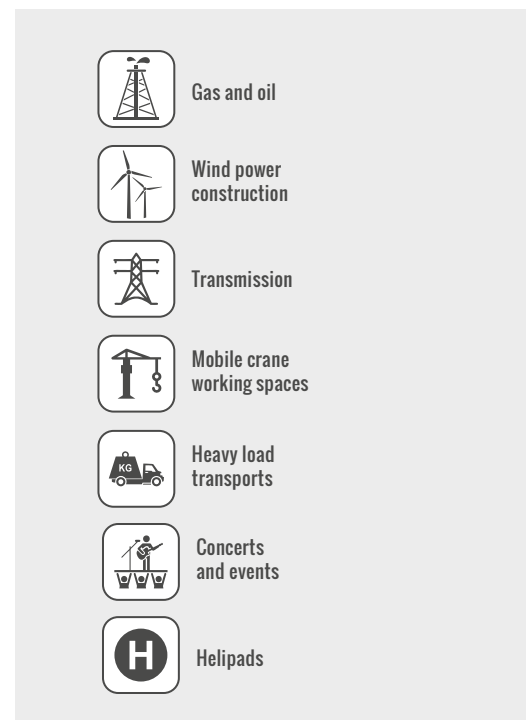 Gas and oil
Wind power
construction
Transmission
Mobile crane
working spaces
KG
Heavy load
transports
Concerts
and events
H
Helipads